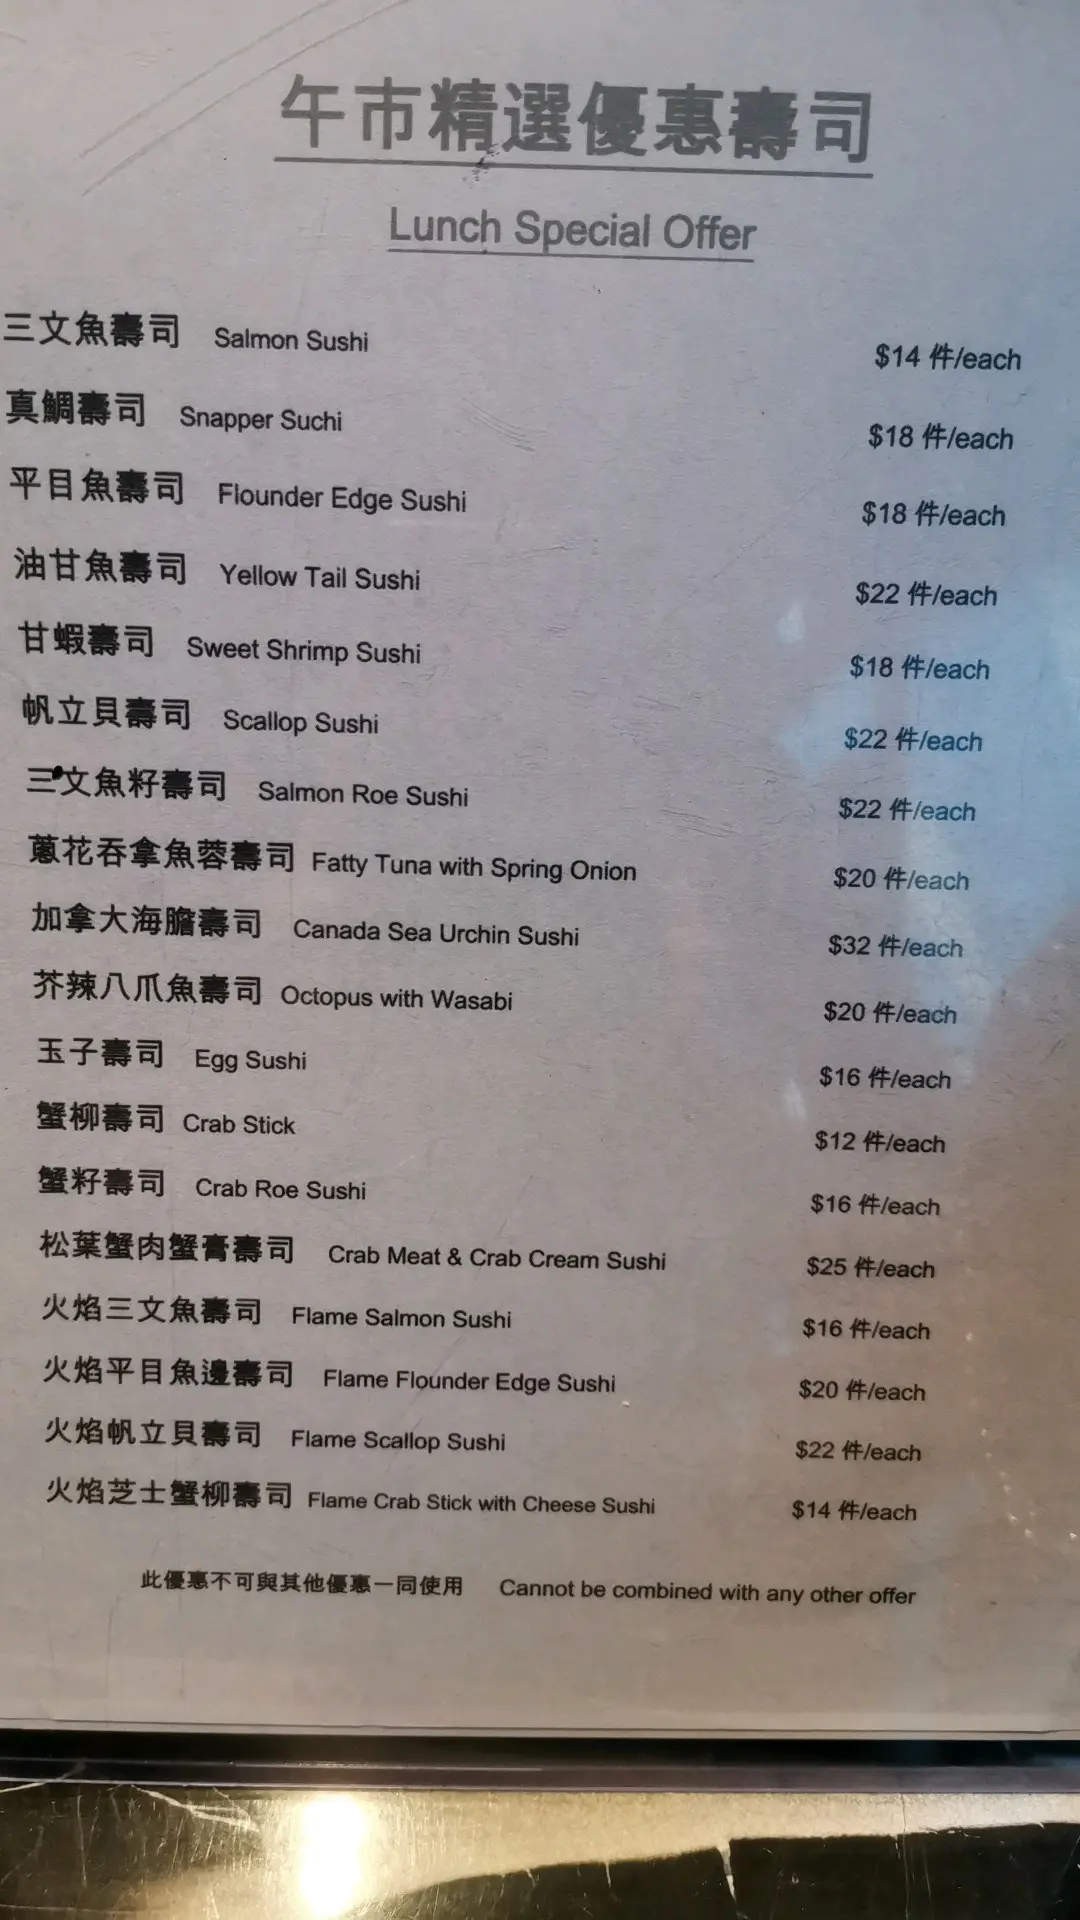 午市精選優惠壽司
Lunch Special Offer
三文魚壽司 Salmon Sushi $14 件/each
真鯛壽司 Snapper Suchi $18 件/each
平目魚壽司 Flounder Edge Sushi $18 件/each
油甘魚壽司 Yellow Tail Sushi $22 件/each
甘蝦壽司 Sweet Shrimp Sushi $18 件/each
帆立貝壽司 Scallop Sushi $22 件/each
三文魚籽壽司 Salmon Roe Sushi $22 件/each
蔥花吞拿魚蓉壽司 Fatty Tuna with Spring Onion $20 件/each
加拿大海膽壽司 Canada Sea Urchin Sushi $32 件/each
芥辣八爪魚壽司 Octopus with Wasabi $20 件/each
玉子壽司 Egg Sushi $16 件/each
蟹柳壽司 Crab Stick $12 件/each
蟹籽壽司 Crab Roe Sushi $16 件/each
松葉蟹肉蟹膏壽司 Crab Meat & Crab Cream Sushi $25 件/each
火焰三文魚壽司 Flame Salmon Sushi $16 件/each
火焰平目魚邊壽司 Flame Flounder Edge Sushi $20 件/each
火焰帆立貝壽司 Flame Scallop Sushi $22 件/each
火焰芝士蟹柳壽司 Flame Crab Stick with Cheese Sushi $14 件/each
此優惠不可與其他優惠一同使用 Cannot be combined with any other offer